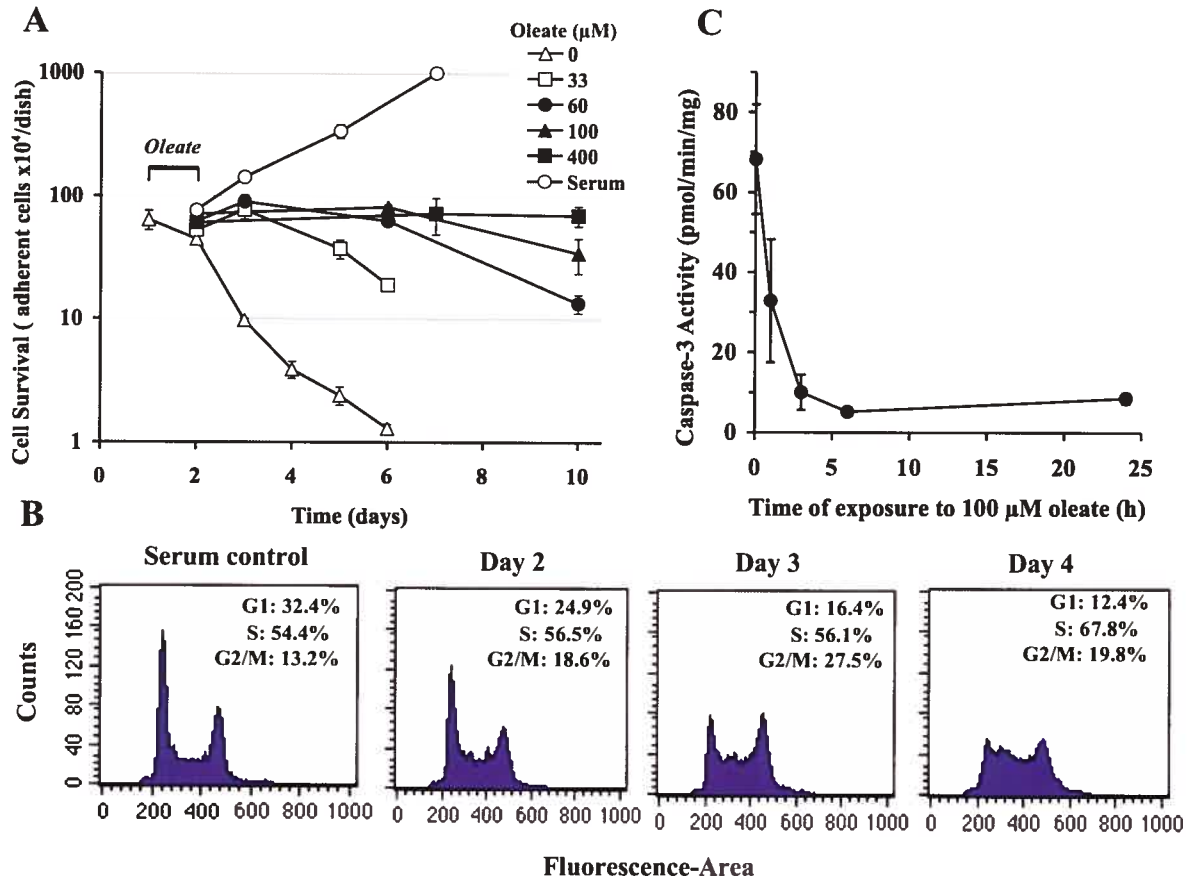 A
Oleate (µM)
0
33
60
100
400
Serum
Oleate
Cell Survival ( adherent cells x10⁴/dish)
1000
100
10
1
0 2 4 6 8 10
Time (days)
C
Caspase-3 Activity (pmol/min/mg)
80
60
40
20
0
0 5 10 15 20 25
Time of exposure to 100 µM oleate (h)
B
Serum control
Day 2
Day 3
Day 4
Counts
200
160
120
80
40
0
G1: 32.4%
S: 54.4%
G2/M: 13.2%
G1: 24.9%
S: 56.5%
G2/M: 18.6%
G1: 16.4%
S: 56.1%
G2/M: 27.5%
G1: 12.4%
S: 67.8%
G2/M: 19.8%
0 200 400 600 800 1000
0 200 400 600 800 1000
0 200 400 600 800 1000
0 200 400 600 800 1000
Fluorescence-Area